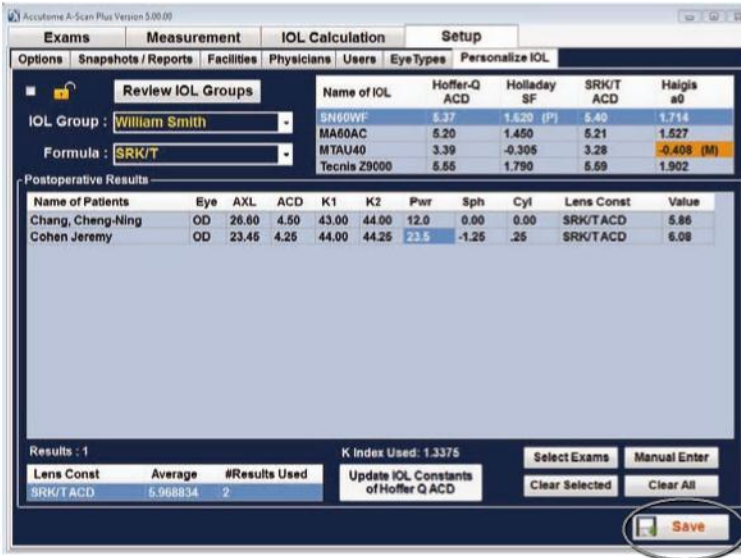 Accutome A-Scan Plus Version 5.00.00
Exams Measurement IOL Calculation Setup
Options Snapshots / Reports Facilities Physicians Users Eye Types Personalize IOL
Review IOL Groups
IOL Group : William Smith
Formula : SRK/T
Name of IOL Hoffer-Q ACD Holladay SF SRK/T ACD Haigis a0
SN60WF 5.37 1.620 (P) 5.40 1.714
MA60AC 5.20 1.450 5.21 1.527
MTAU40 3.39 -0.305 3.28 -0.408 (M)
Tecnis Z9000 5.55 1.790 5.59 1.902
Postoperative Results
Name of Patients Eye AXL ACD K1 K2 Pwr Sph Cyl Lens Const Value
Chang, Cheng-Ning OD 26.60 4.50 43.00 44.00 12.0 0.00 0.00 SRK/T ACD 5.86
Cohen Jeremy OD 23.45 4.25 44.00 44.25 23.5 -1.25 .25 SRK/T ACD 6.08
Results : 1
K Index Used: 1.3375
Lens Const Average #Results Used
SRK/T ACD 5.968834 2
Update IOL Constants
of Hoffer Q ACD
Select Exams Manual Enter
Clear Selected Clear All
Save